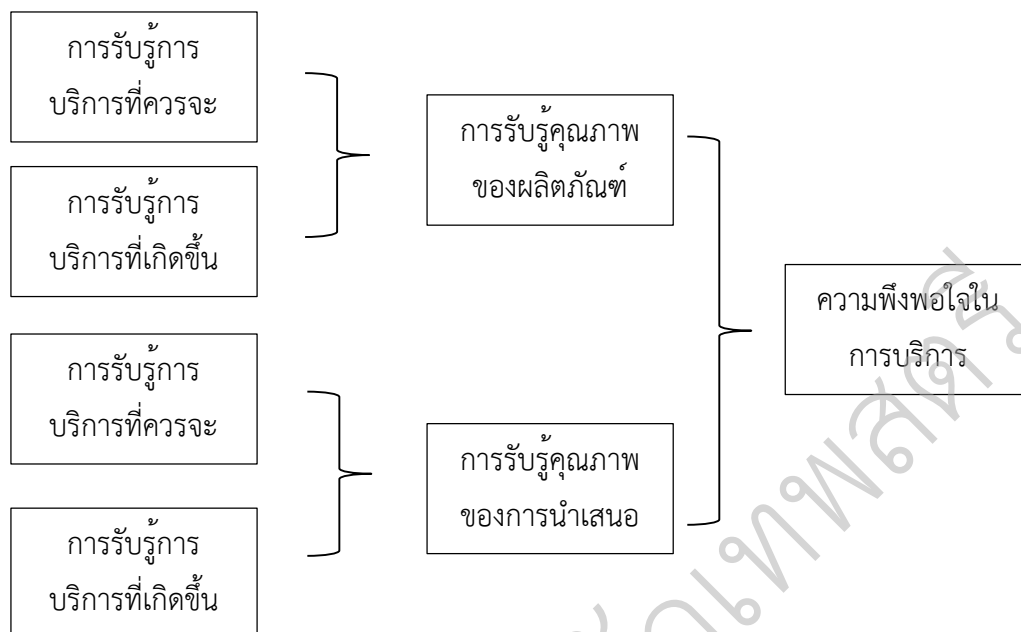 การรับรู้การ
บริการที่ควรจะ
การรับรู้การ
บริการที่เกิดขึ้น
การรับรู้คุณภาพ
ของผลิตภัณฑ์
การรับรู้การ
บริการที่ควรจะ
การรับรู้การ
บริการที่เกิดขึ้น
การรับรู้คุณภาพ
ของการนำเสนอ
ความพึงพอใจใน
การบริการ